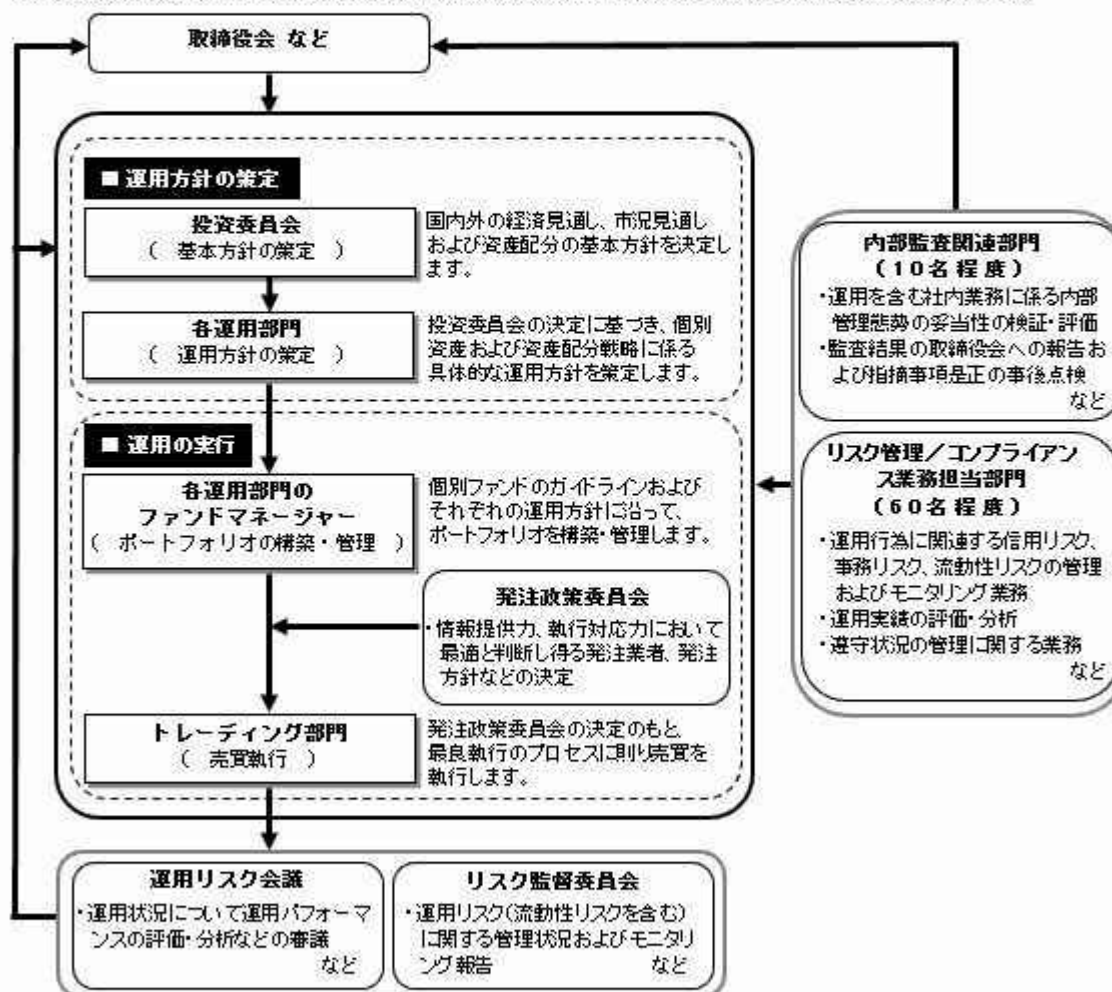 取締役会 など
■ 運用方針の策定
投資委員会
( 基本方針の策定 )
国内外の経済見通し、市況見通し
および資産配分の基本方針を決定し
ます。
各運用部門
( 運用方針の策定 )
投資委員会の決定に基づき、個別
資産および資産配分戦略に係る
具体的な運用方針を策定します。
■ 運用の実行
各運用部門の
ファンドマネージャー
( ポートフォリオの構築・管理 )
個別ファンドのガイドラインおよび
それぞれの運用方針に沿って、
ポートフォリオを構築・管理します。
発注政策委員会
・情報提供力、執行対応力において
最適と判断し得る発注業者、発注
方針などの決定
トレーディング部門
( 売買執行 )
発注政策委員会の決定のもと
最良執行のプロセスに則り売買を
執行します。
内部監査関連部門
(10名程度)
・運用を含む社内業務に係る内部
管理態勢の妥当性の検証・評価
・監査結果の取締役会への報告お
よび指摘事項是正の事後点検
など
リスク管理/コンプライアン
ス業務担当部門
(60名程度)
・運用行為に関連する信用リスク、
事務リスク、流動性リスクの管理
およびモニタリング業務
・運用実績の評価・分析
・遵守状況の管理に関する業務
など
運用リスク会議
・運用状況について運用パフォーマ
ンスの評価・分析などの審議
など
リスク監督委員会
・運用リスク(流動性リスクを含む)
に関する管理状況およびモニタリ
ング報告 など